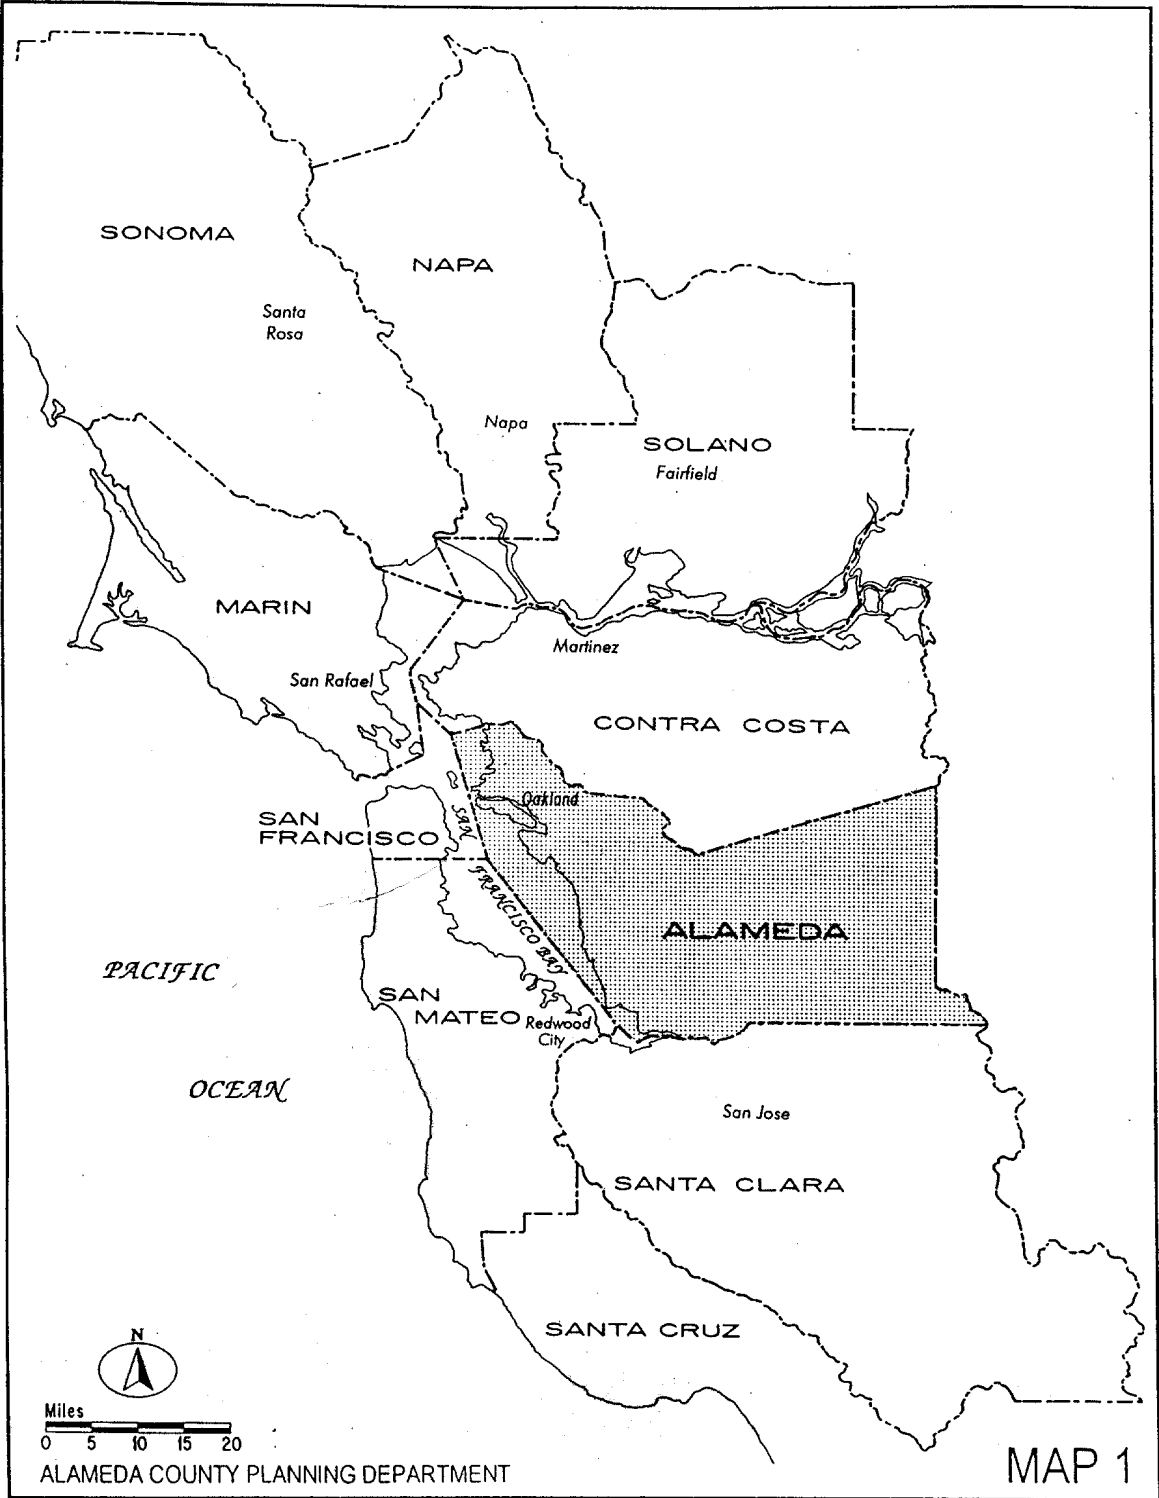 SONOMA
NAPA
Santa
Rosa
Napa
SOLANO
Fairfield
MARIN
Martinez
San Rafael
CONTRA COSTA
Oakland
SAN
FRANCISCO
SAN
FRANCISCO BAY
ALAMEDA
PACIFIC
SAN
MATEO
Redwood
City
OCEAN
San Jose
SANTA CLARA
SANTA CRUZ
N
Miles
0 5 10 15 20
ALAMEDA COUNTY PLANNING DEPARTMENT
MAP 1